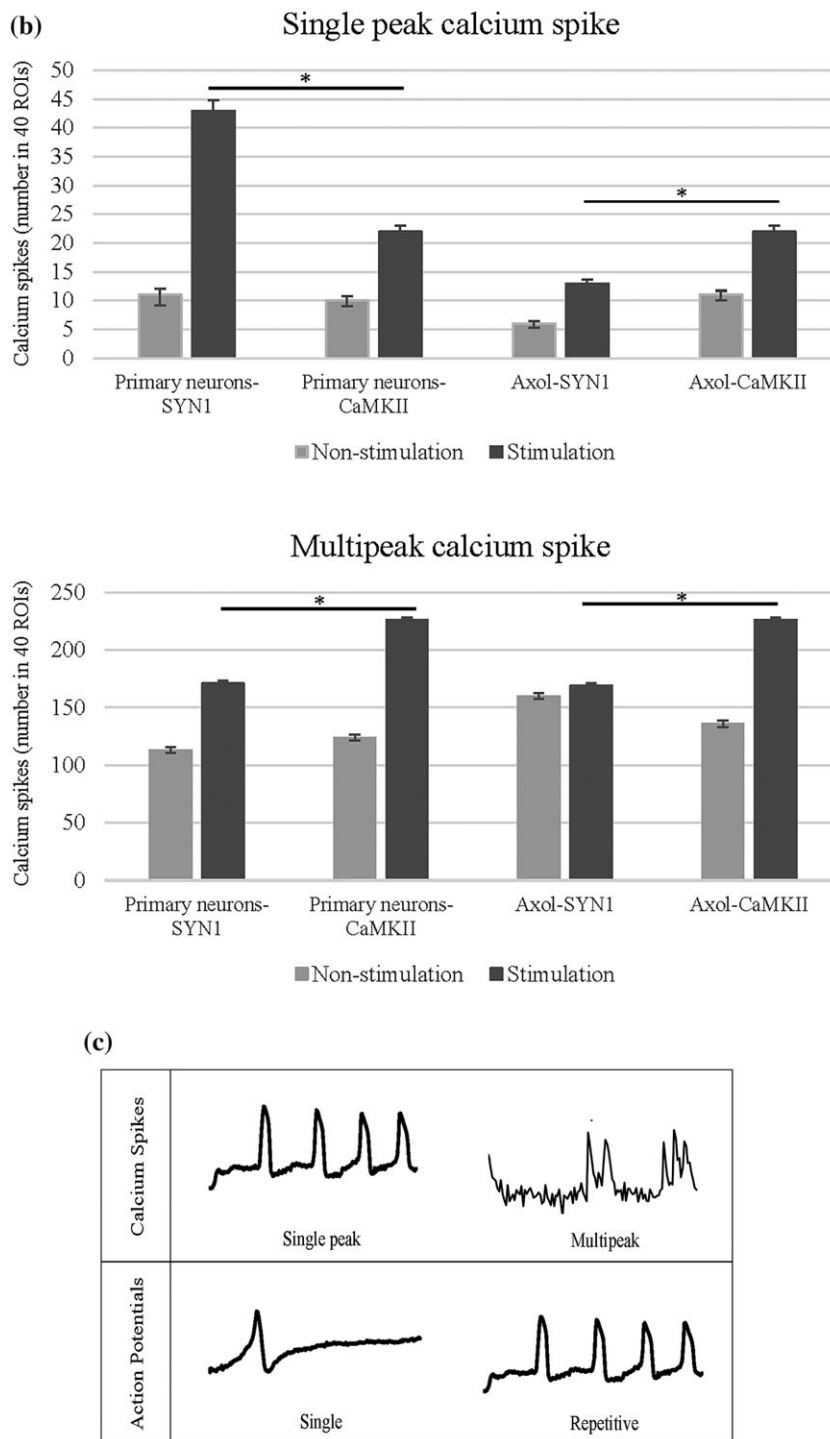 (b)
Single peak calcium spike
Calcium spikes (number in 40 ROIs)
50
45
40
35
30
25
20
15
10
5
0
*
*
Primary neurons-
SYN1
Primary neurons-
CaMKII
Axol-SYN1
Axol-CaMKII
Non-stimulation
Stimulation
Multipeak calcium spike
Calcium spikes (number in 40 ROIs)
250
200
150
100
50
0
*
*
Primary neurons-
SYN1
Primary neurons-
CaMKII
Axol-SYN1
Axol-CaMKII
Non-stimulation
Stimulation
(c)
Calcium Spikes
Single peak
Multipeak
Action Potentials
Single
Repetitive